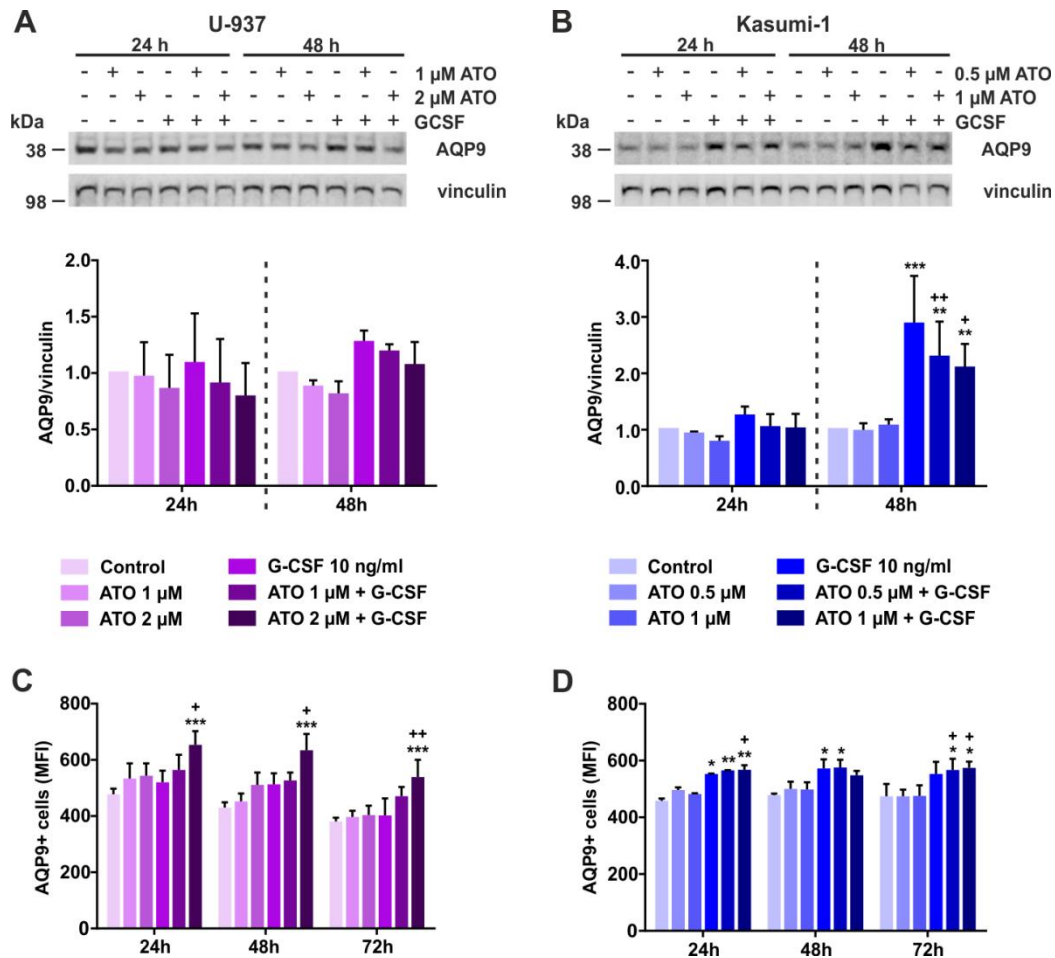 A U-937
24 h 48 h
- + - - + - - + - - + - 1 µM ATO
- - + - - + - - + - - + 2 µM ATO
kDa - - - + + + - - - + + + GCSF
38 AQP9
98 vinculin
AQP9/vinculin
2.0
1.5
1.0
0.5
0.0
24h 48h
Control G-CSF 10 ng/ml
ATO 1 µM ATO 1 µM + G-CSF
ATO 2 µM ATO 2 µM + G-CSF
B Kasumi-1
24 h 48 h
- + - - + - - + - - + - 0.5 µM ATO
- - + - - + - - + - - + 1 µM ATO
kDa - - - + + + - - - + + + GCSF
38 AQP9
98 vinculin
AQP9/vinculin
4.0
3.0
2.0
1.0
0.0
***
++
**
+
**
24h 48h
Control G-CSF 10 ng/ml
ATO 0.5 µM ATO 0.5 µM + G-CSF
ATO 1 µM ATO 1 µM + G-CSF
C
AQP9+ cells (MFI)
800
600
400
200
0
+
***
+
***
++
***
24h 48h 72h
D
AQP9+ cells (MFI)
800
600
400
200
0
* ** +
**
* *
+ +
* *
24h 48h 72h